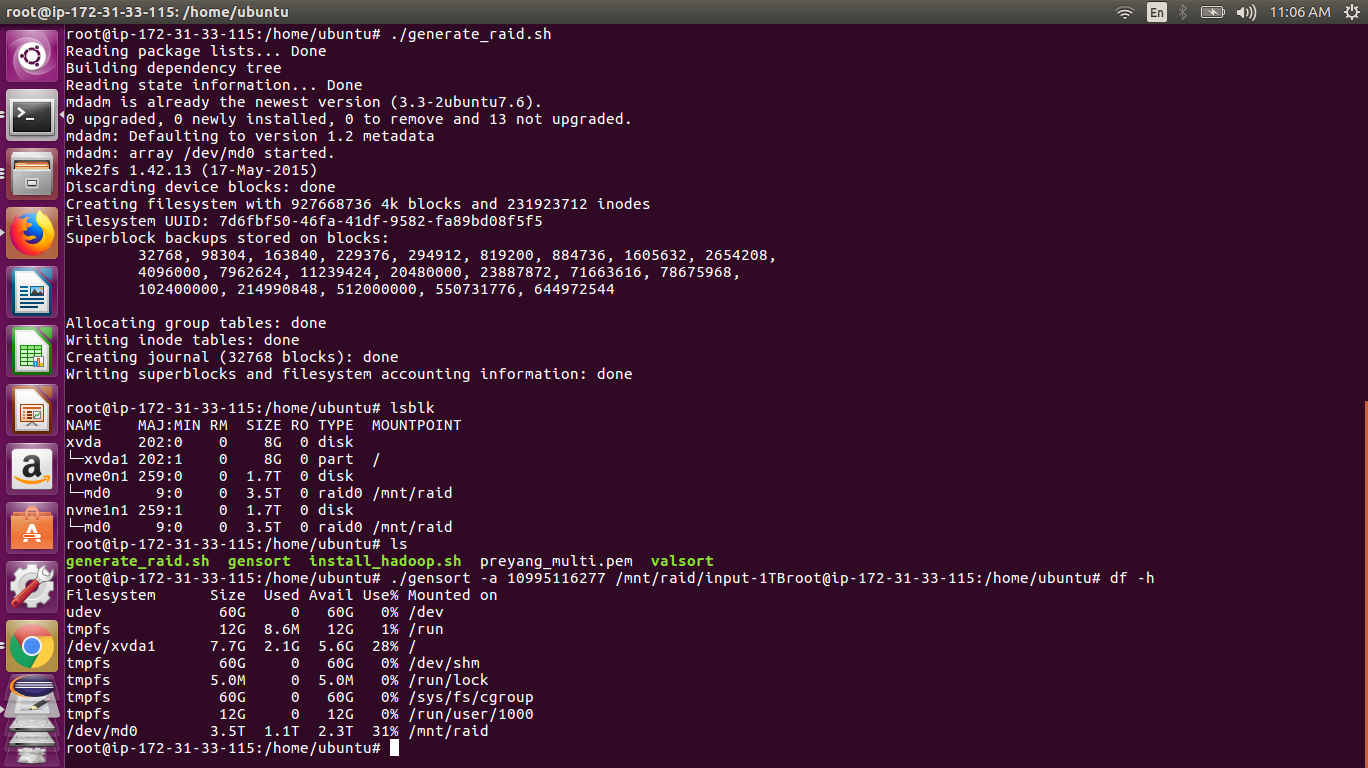 root@ip-172-31-33-115: /home/ubuntu
En
11:06 AM
root@ip-172-31-33-115:/home/ubuntu# ./generate_raid.sh
Reading package lists... Done
Building dependency tree
Reading state information... Done
mdadm is already the newest version (3.3-2ubuntu7.6).
0 upgraded, 0 newly installed, 0 to remove and 13 not upgraded.
mdadm: Defaulting to version 1.2 metadata
mdadm: array /dev/md0 started.
mke2fs 1.42.13 (17-May-2015)
Discarding device blocks: done
Creating filesystem with 927668736 4k blocks and 231923712 inodes
Filesystem UUID: 7d6fbf50-46fa-41df-9582-fa89bd08f5f5
Superblock backups stored on blocks:
32768, 98304, 163840, 229376, 294912, 819200, 884736, 1605632, 2654208,
4096000, 7962624, 11239424, 20480000, 23887872, 71663616, 78675968,
102400000, 214990848, 512000000, 550731776, 644972544
Allocating group tables: done
Writing inode tables: done
Creating journal (32768 blocks): done
Writing superblocks and filesystem accounting information: done
root@ip-172-31-33-115:/home/ubuntu# lsblk
NAME MAJ:MIN RM SIZE RO TYPE MOUNTPOINT
xvda 202:0 0 8G 0 disk
└─xvda1 202:1 0 8G 0 part /
nvme0n1 259:0 0 1.7T 0 disk
└─md0 9:0 0 3.5T 0 raid0 /mnt/raid
nvme1n1 259:1 0 1.7T 0 disk
└─md0 9:0 0 3.5T 0 raid0 /mnt/raid
root@ip-172-31-33-115:/home/ubuntu# ls
generate_raid.sh gensort install_hadoop.sh preyang_multi.pem valsort
root@ip-172-31-33-115:/home/ubuntu# ./gensort -a 10995116277 /mnt/raid/input-1TBroot@ip-172-31-33-115:/home/ubuntu# df -h
Filesystem Size Used Avail Use% Mounted on
udev 60G 0 60G 0% /dev
tmpfs 12G 8.6M 12G 1% /run
/dev/xvda1 7.7G 2.1G 5.6G 28% /
tmpfs 60G 0 60G 0% /dev/shm
tmpfs 5.0M 0 5.0M 0% /run/lock
tmpfs 60G 0 60G 0% /sys/fs/cgroup
tmpfs 12G 0 12G 0% /run/user/1000
/dev/md0 3.5T 1.1T 2.3T 31% /mnt/raid
root@ip-172-31-33-115:/home/ubuntu#